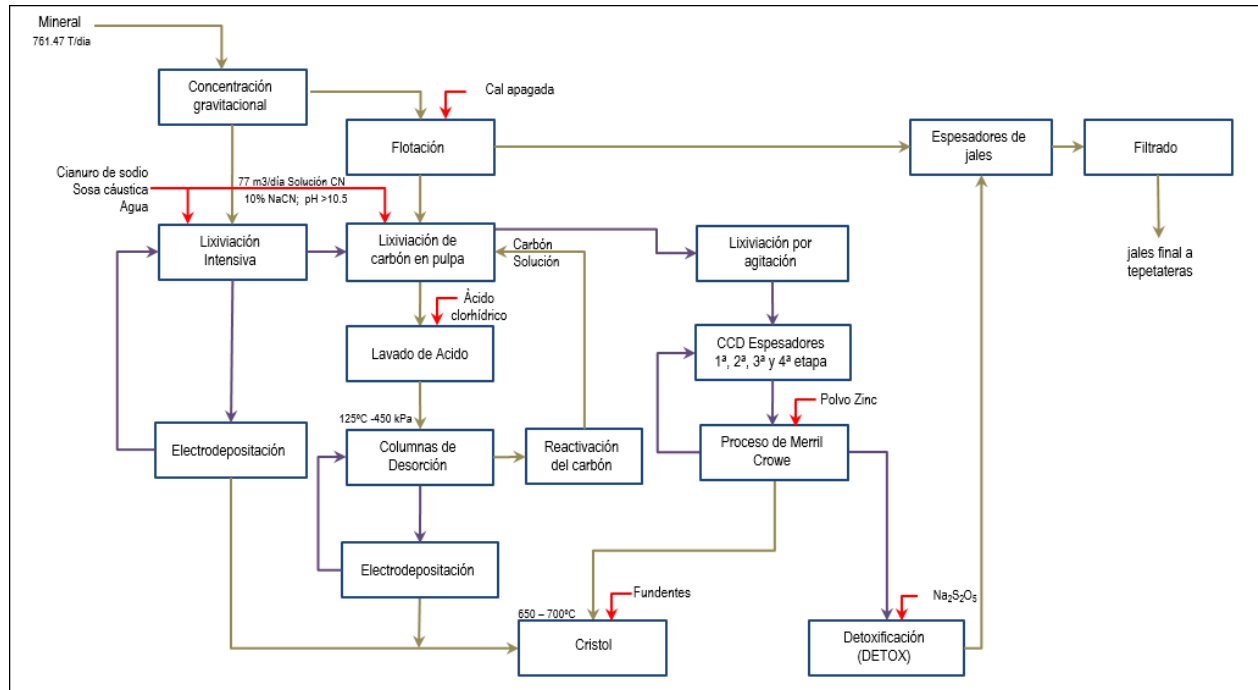 Mineral
761.47 T/dia
Concentración
gravitacional
Cal apagada
Flotación
Espesadores de
jales
Filtrado
Cianuro de sodio
Sosa cáustica
Agua
77 m3/día Solución CN
10% NaCN; pH >10.5
Lixiviación
Intensiva
Lixiviación de
carbón en pulpa
Carbón
Solución
Lixiviación por
agitación
jales final a
tepetateras
Ácido
clorhídrico
Lavado de Acido
CCD Espesadores
1ª, 2ª, 3ª y 4ª etapa
Polvo Zinc
125ºC -450 kPa
Electrodepositación
Columnas de
Desorción
Reactivación
del carbón
Proceso de Merril
Crowe
Electrodepositación
Fundentes
Na₂S₂O₅
650 – 700ºC
Cristol
Detoxificación
(DETOX)